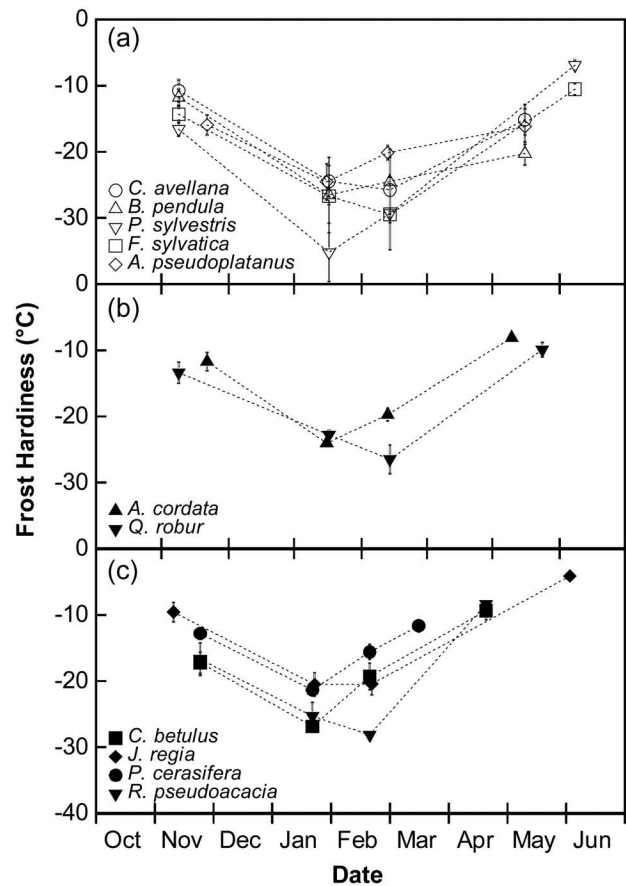 0
(a)
-10
-20
-30
C. avellana
B. pendula
P. sylvestris
F. sylvatica
A. pseudoplatanus
0
(b)
-10
-20
-30
A. cordata
Q. robur
0
(c)
-10
-20
-30
-40
C. betulus
J. regia
P. cerasifera
R. pseudoacacia
Frost Hardiness (°C)
Oct Nov Dec Jan Feb Mar Apr May Jun
Date